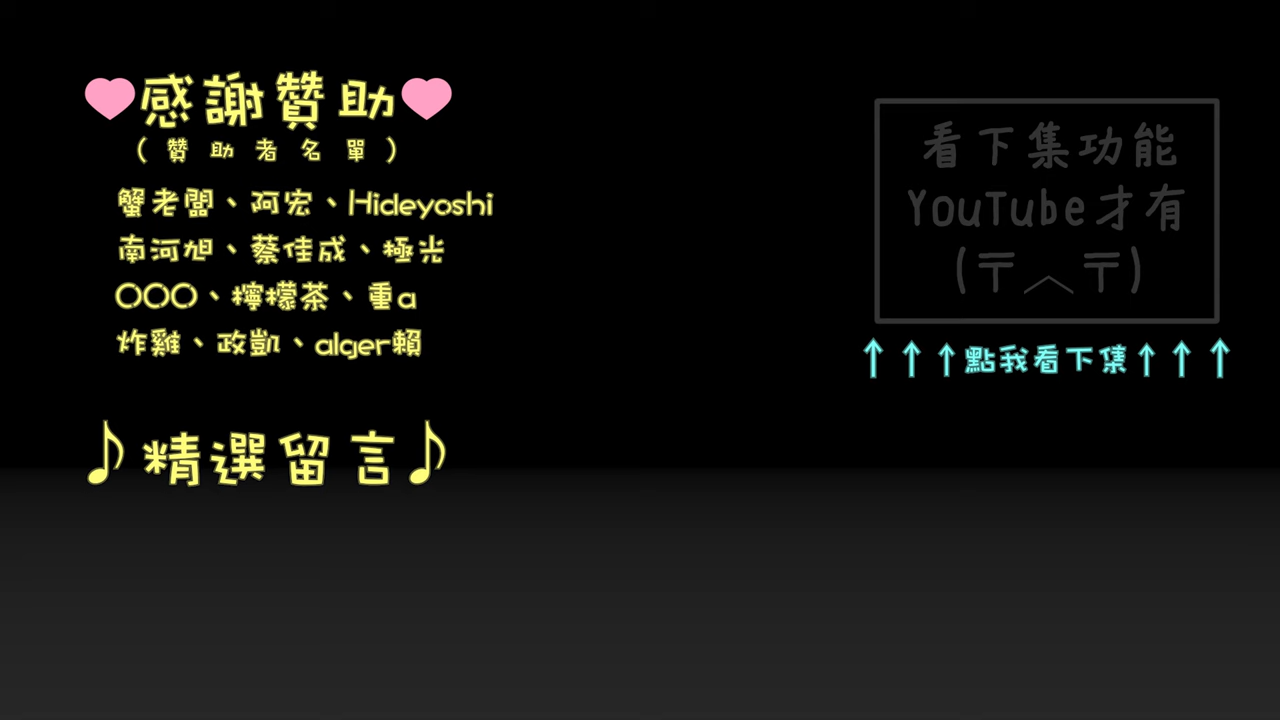 感謝贊助
(贊助者名單)
蟹老闆、阿宏、Hideyoshi
南河旭、蔡佳成、極光
OOO、檸檬茶、重a
炸雞、政凱、alger賴
♪精選留言♪
看下集功能
YouTube才有
(〒︿〒)
↑↑↑點我看下集↑↑↑